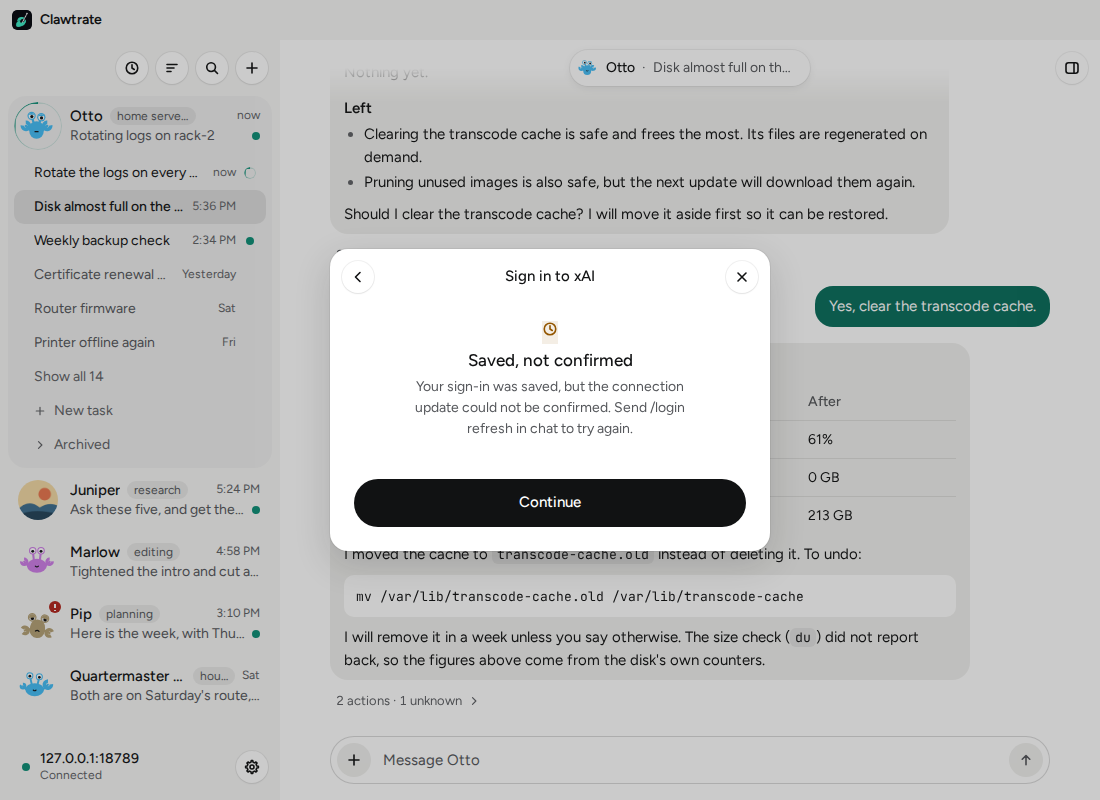 Clawtrate
Otto · Disk almost full on th...
Otto home serve... now
Rotating logs on rack-2
Rotate the logs on every ... now
Disk almost full on the ... 5:36 PM
Weekly backup check 2:34 PM
Certificate renewal ... Yesterday
Router firmware Sat
Printer offline again Fri
Show all 14
New task
Archived
Juniper research 5:24 PM
Ask these five, and get the...
Marlow editing 4:58 PM
Tightened the intro and cut a...
Pip planning 3:10 PM
Here is the week, with Thu...
Quartermaster ... hou... Sat
Both are on Saturday's route,...
127.0.0.1:18789
Connected
Nothing yet.
Left
Clearing the transcode cache is safe and frees the most. Its files are regenerated on
demand.
Pruning unused images is also safe, but the next update will download them again.
Should I clear the transcode cache? I will move it aside first so it can be restored.
Sign in to xAI
Saved, not confirmed
Your sign-in was saved, but the connection
update could not be confirmed. Send /login
refresh in chat to try again.
Continue
Yes, clear the transcode cache.
After
61%
0 GB
213 GB
I moved the cache to transcode-cache.old instead of deleting it. To undo:
mv /var/lib/transcode-cache.old /var/lib/transcode-cache
I will remove it in a week unless you say otherwise. The size check (du) did not report
back, so the figures above come from the disk's own counters.
2 actions · 1 unknown
Message Otto